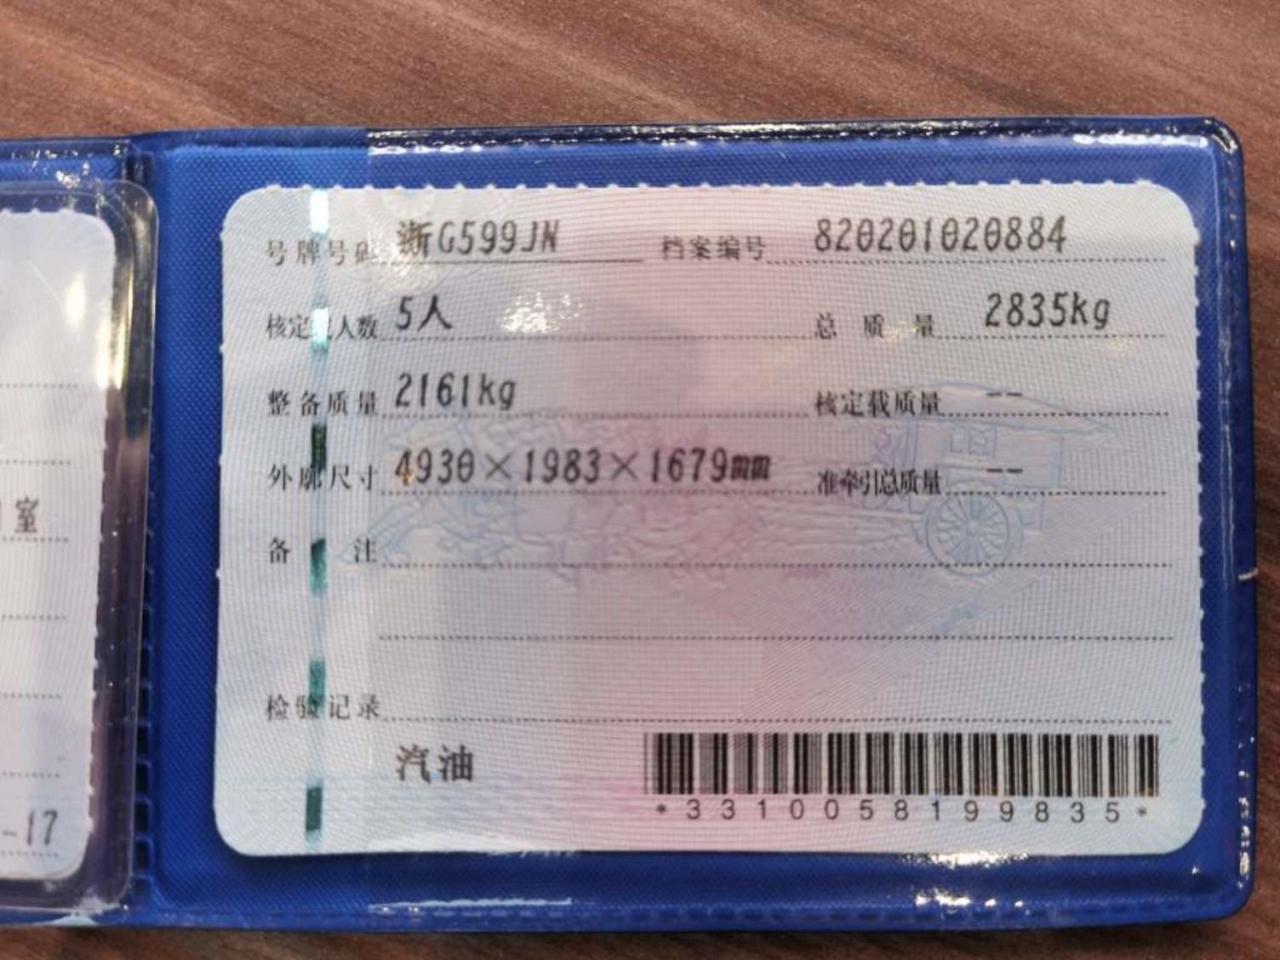 号牌号码 浙G599JN 档案编号 820201020884
核定载人数 5人 总质量 2835kg
整备质量 2161kg 核定载质量 --
外廓尺寸 4930×1983×1679mm 准牵引总质量 --
室
备注
检验记录
汽油
*3310058199835*
-17